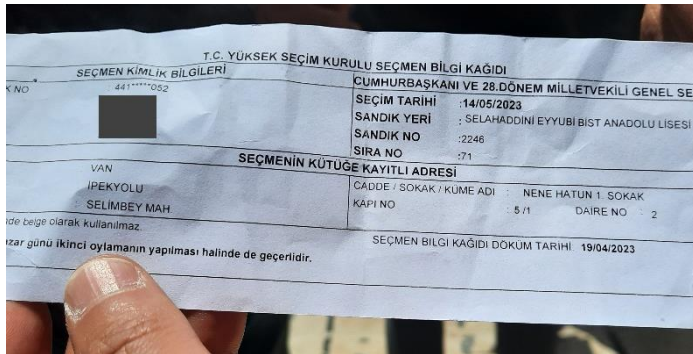 T.C. YÜKSEK SEÇİM KURULU SEÇMEN BİLGİ KAĞIDI
SEÇMEN KİMLİK BİLGİLERİ
K NO 441*****052
CUMHURBAŞKANI VE 28.DÖNEM MİLLETVEKİLİ GENEL SE
SEÇİM TARİHİ :14/05/2023
SANDIK YERİ : SELAHADDİNİ EYYUBİ BİST ANADOLU LİSESİ
SANDIK NO :2246
SIRA NO :71
SEÇMENİN KÜTÜĞE KAYITLI ADRESİ
VAN
İPEKYOLU
: SELİMBEY MAH.
CADDE / SOKAK / KÜME ADI : NENE HATUN 1. SOKAK
KAPI NO : 5 /1 DAİRE NO : 2
de belge olarak kullanılmaz.
SEÇMEN BİLGİ KAĞIDI DÖKÜM TARİHİ 19/04/2023
zar günü ikinci oylamanın yapılması halinde de geçerlidir.